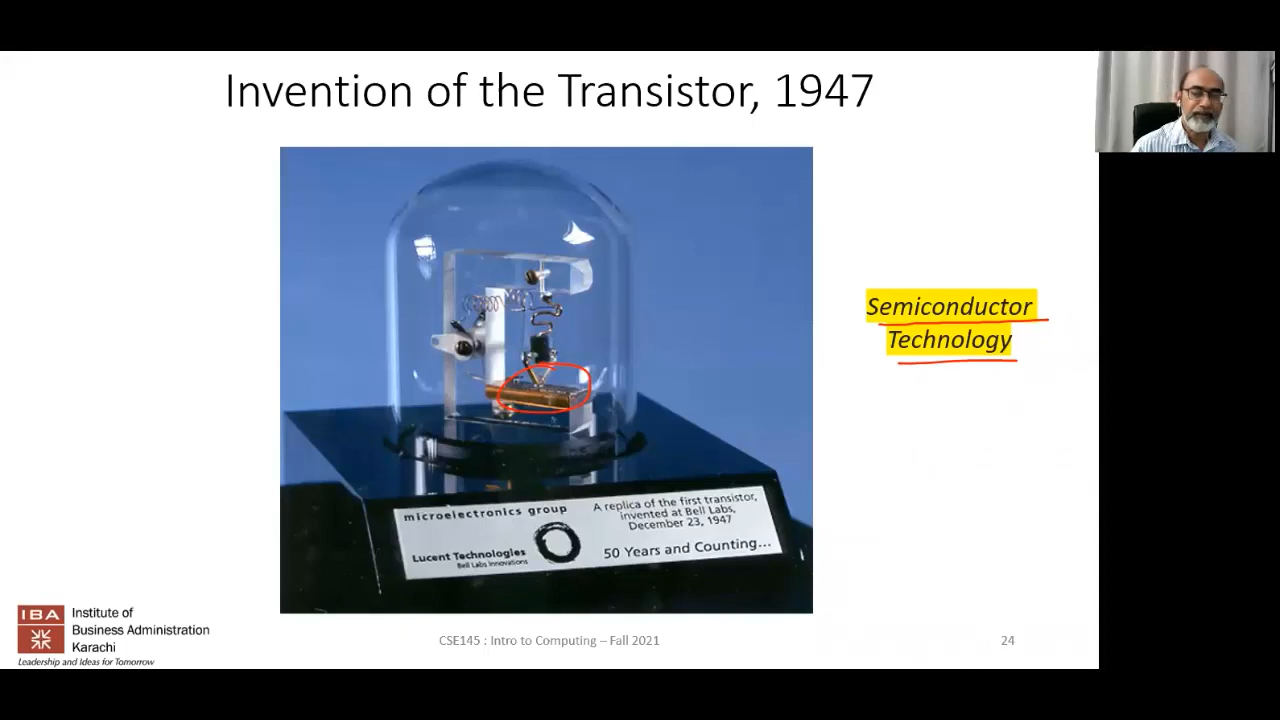 Invention of the Transistor, 1947
Semiconductor
Technology
microelectronics group
Lucent Technologies
Bell Labs Innovations
A replica of the first transistor,
invented at Bell Labs,
December 23, 1947
50 Years and Counting...
IBA
Institute of
Business Administration
Karachi
Leadership and Ideas for Tomorrow
CSE145 : Intro to Computing – Fall 2021
24